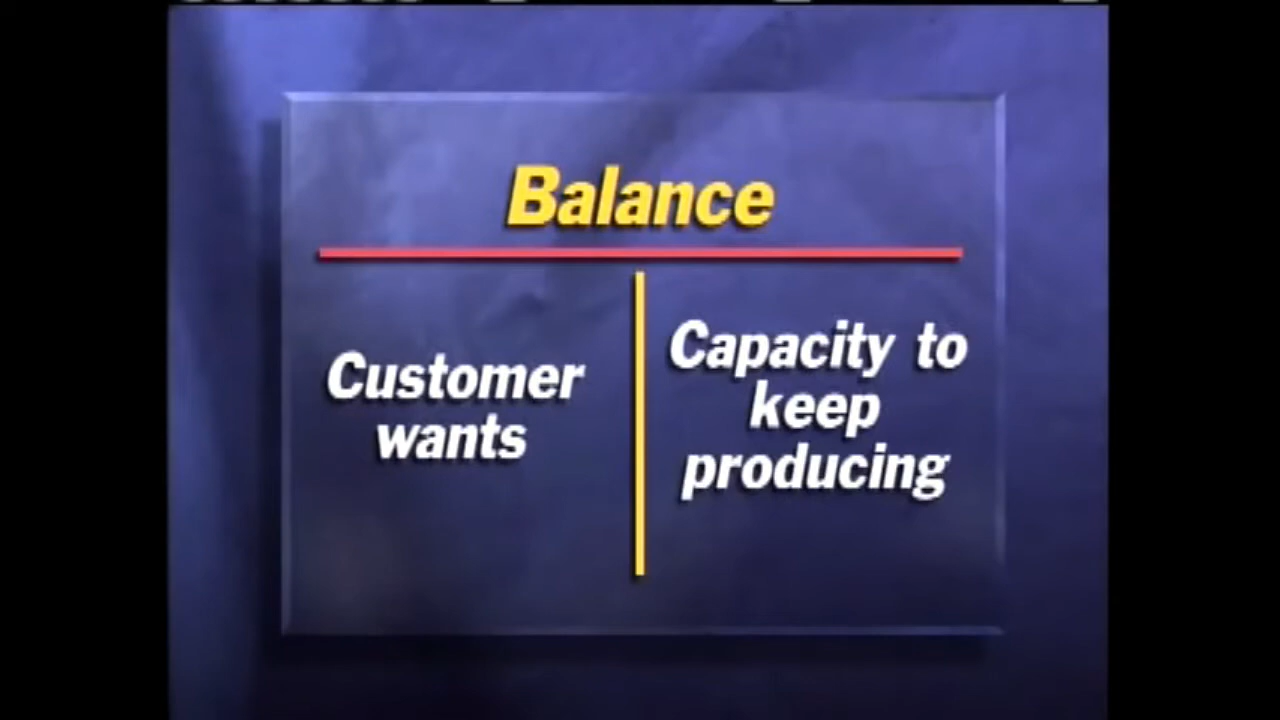 Balance
Customer
wants
Capacity to
keep
producing